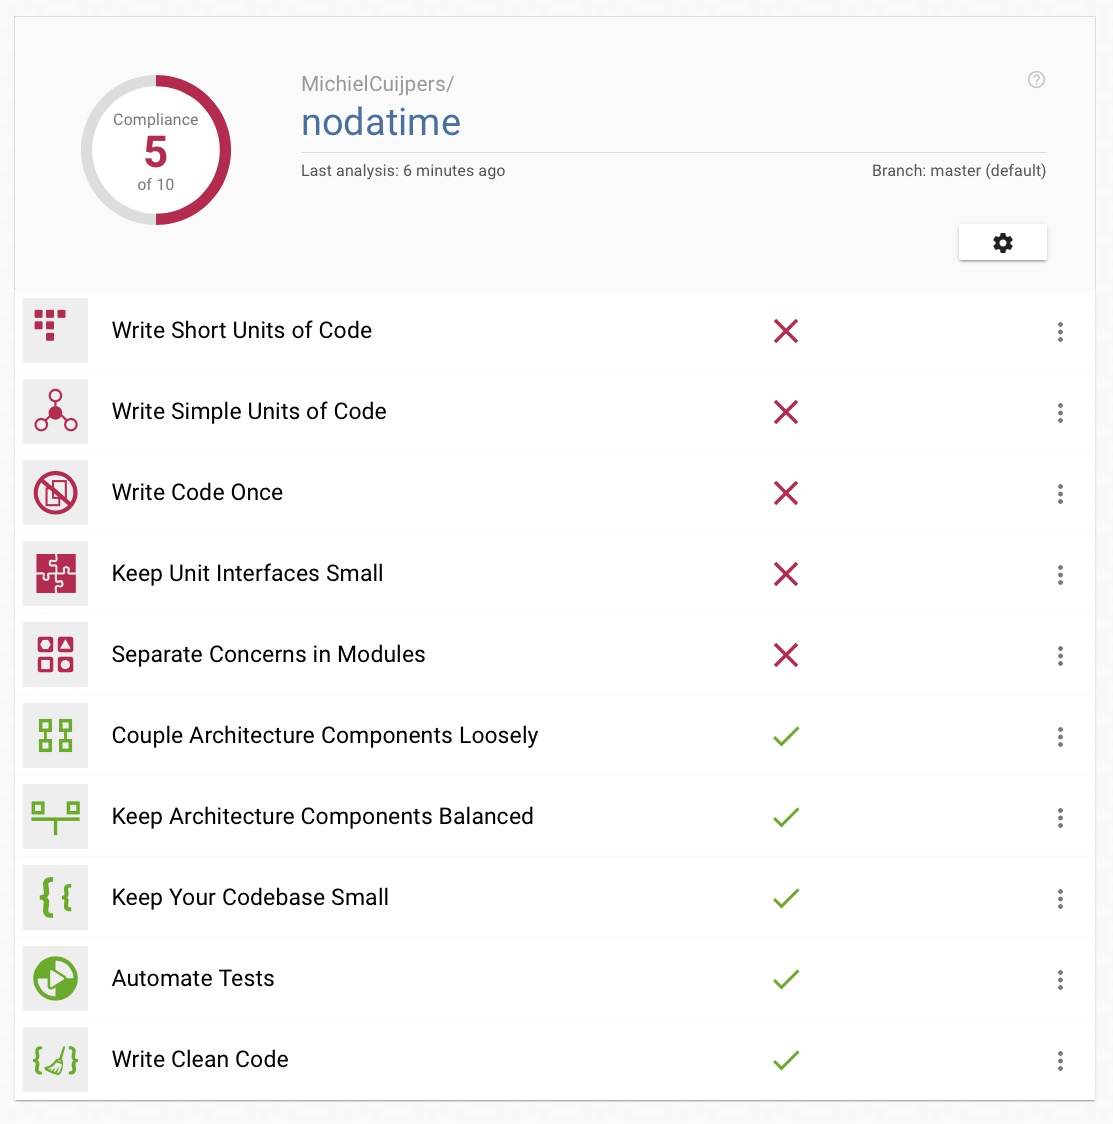 Compliance
5
of 10
MichielCuijpers/
nodatime
Last analysis: 6 minutes ago
Branch: master (default)
Write Short Units of Code
Write Simple Units of Code
Write Code Once
Keep Unit Interfaces Small
Separate Concerns in Modules
Couple Architecture Components Loosely
Keep Architecture Components Balanced
Keep Your Codebase Small
Automate Tests
Write Clean Code